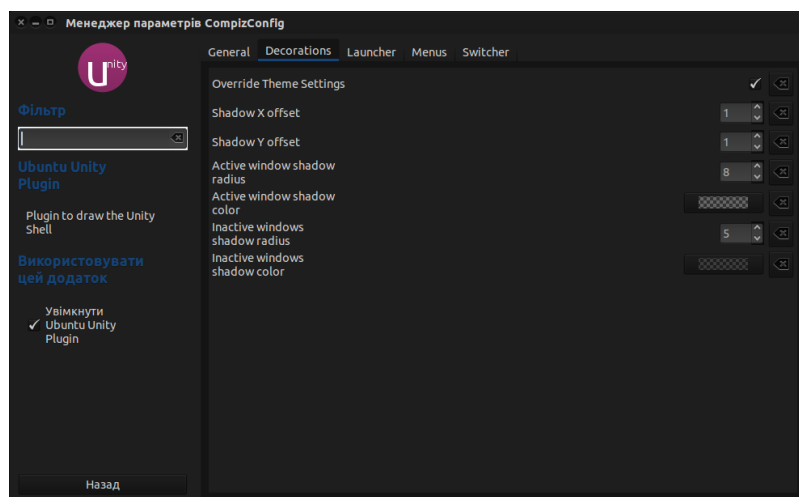 Менеджер параметрів CompizConfig
Unity
Фільтр
Ubuntu Unity
Plugin
Plugin to draw the Unity
Shell
Використовувати
цей додаток
Увімкнути
Ubuntu Unity
Plugin
Назад
General Decorations Launcher Menus Switcher
Override Theme Settings
Shadow X offset 1
Shadow Y offset 1
Active window shadow
radius 8
Active window shadow
color
Inactive windows
shadow radius 5
Inactive windows
shadow color